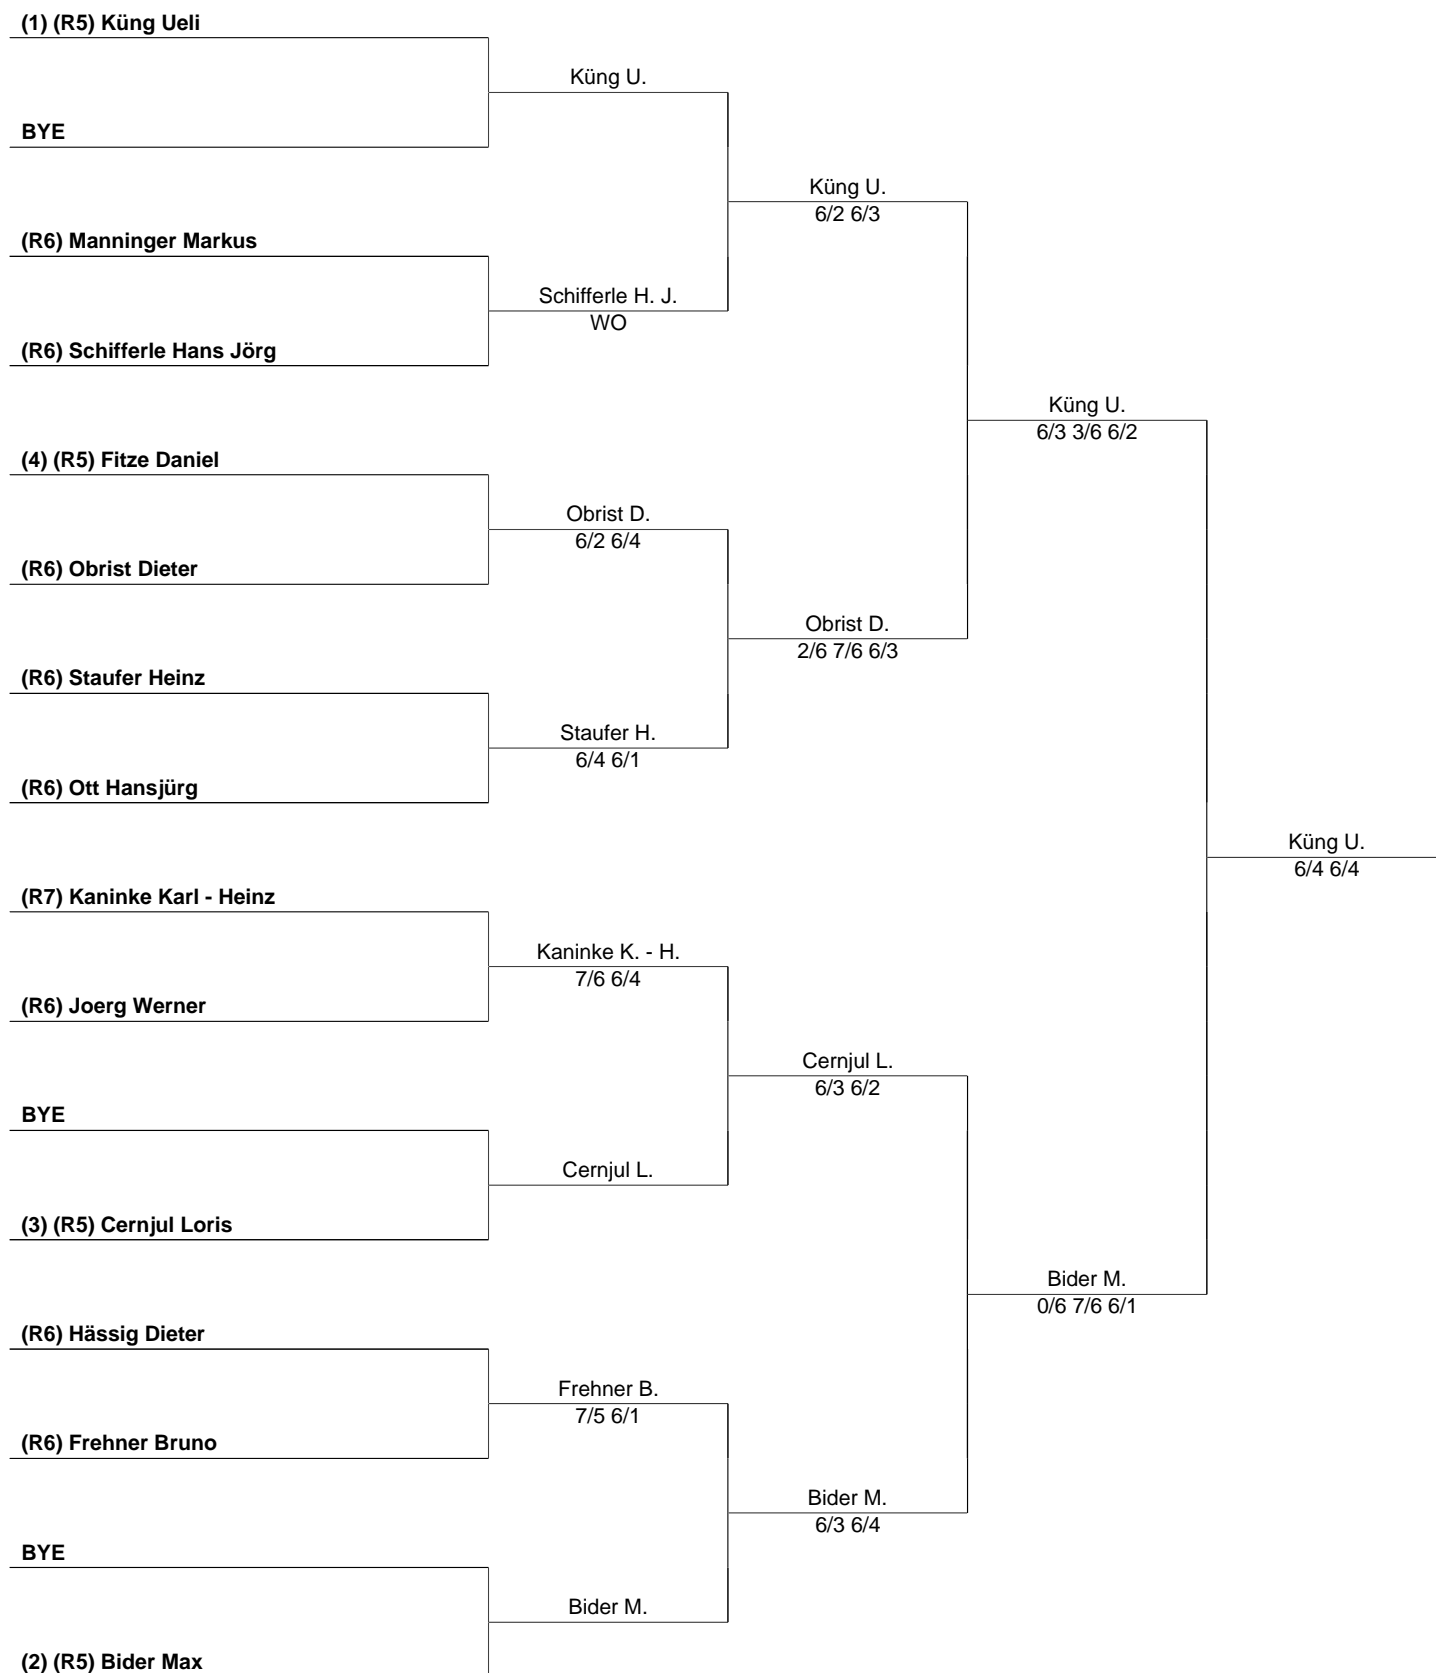 (1) (R5) Küng Ueli
Küng U.
BYE
Küng U.
6/2 6/3
(R6) Manninger Markus
Schifferle H. J.
WO
(R6) Schifferle Hans Jörg
Küng U.
6/3 3/6 6/2
(4) (R5) Fitze Daniel
Obrist D.
6/2 6/4
(R6) Obrist Dieter
Obrist D.
2/6 7/6 6/3
(R6) Staufer Heinz
Staufer H.
6/4 6/1
(R6) Ott Hansjürg
Küng U.
6/4 6/4
(R7) Kaninke Karl - Heinz
Kaninke K. - H.
7/6 6/4
(R6) Joerg Werner
Cernjul L.
6/3 6/2
BYE
Cernjul L.
(3) (R5) Cernjul Loris
Bider M.
0/6 7/6 6/1
(R6) Hässig Dieter
Frehner B.
7/5 6/1
(R6) Frehner Bruno
Bider M.
6/3 6/4
BYE
Bider M.
(2) (R5) Bider Max